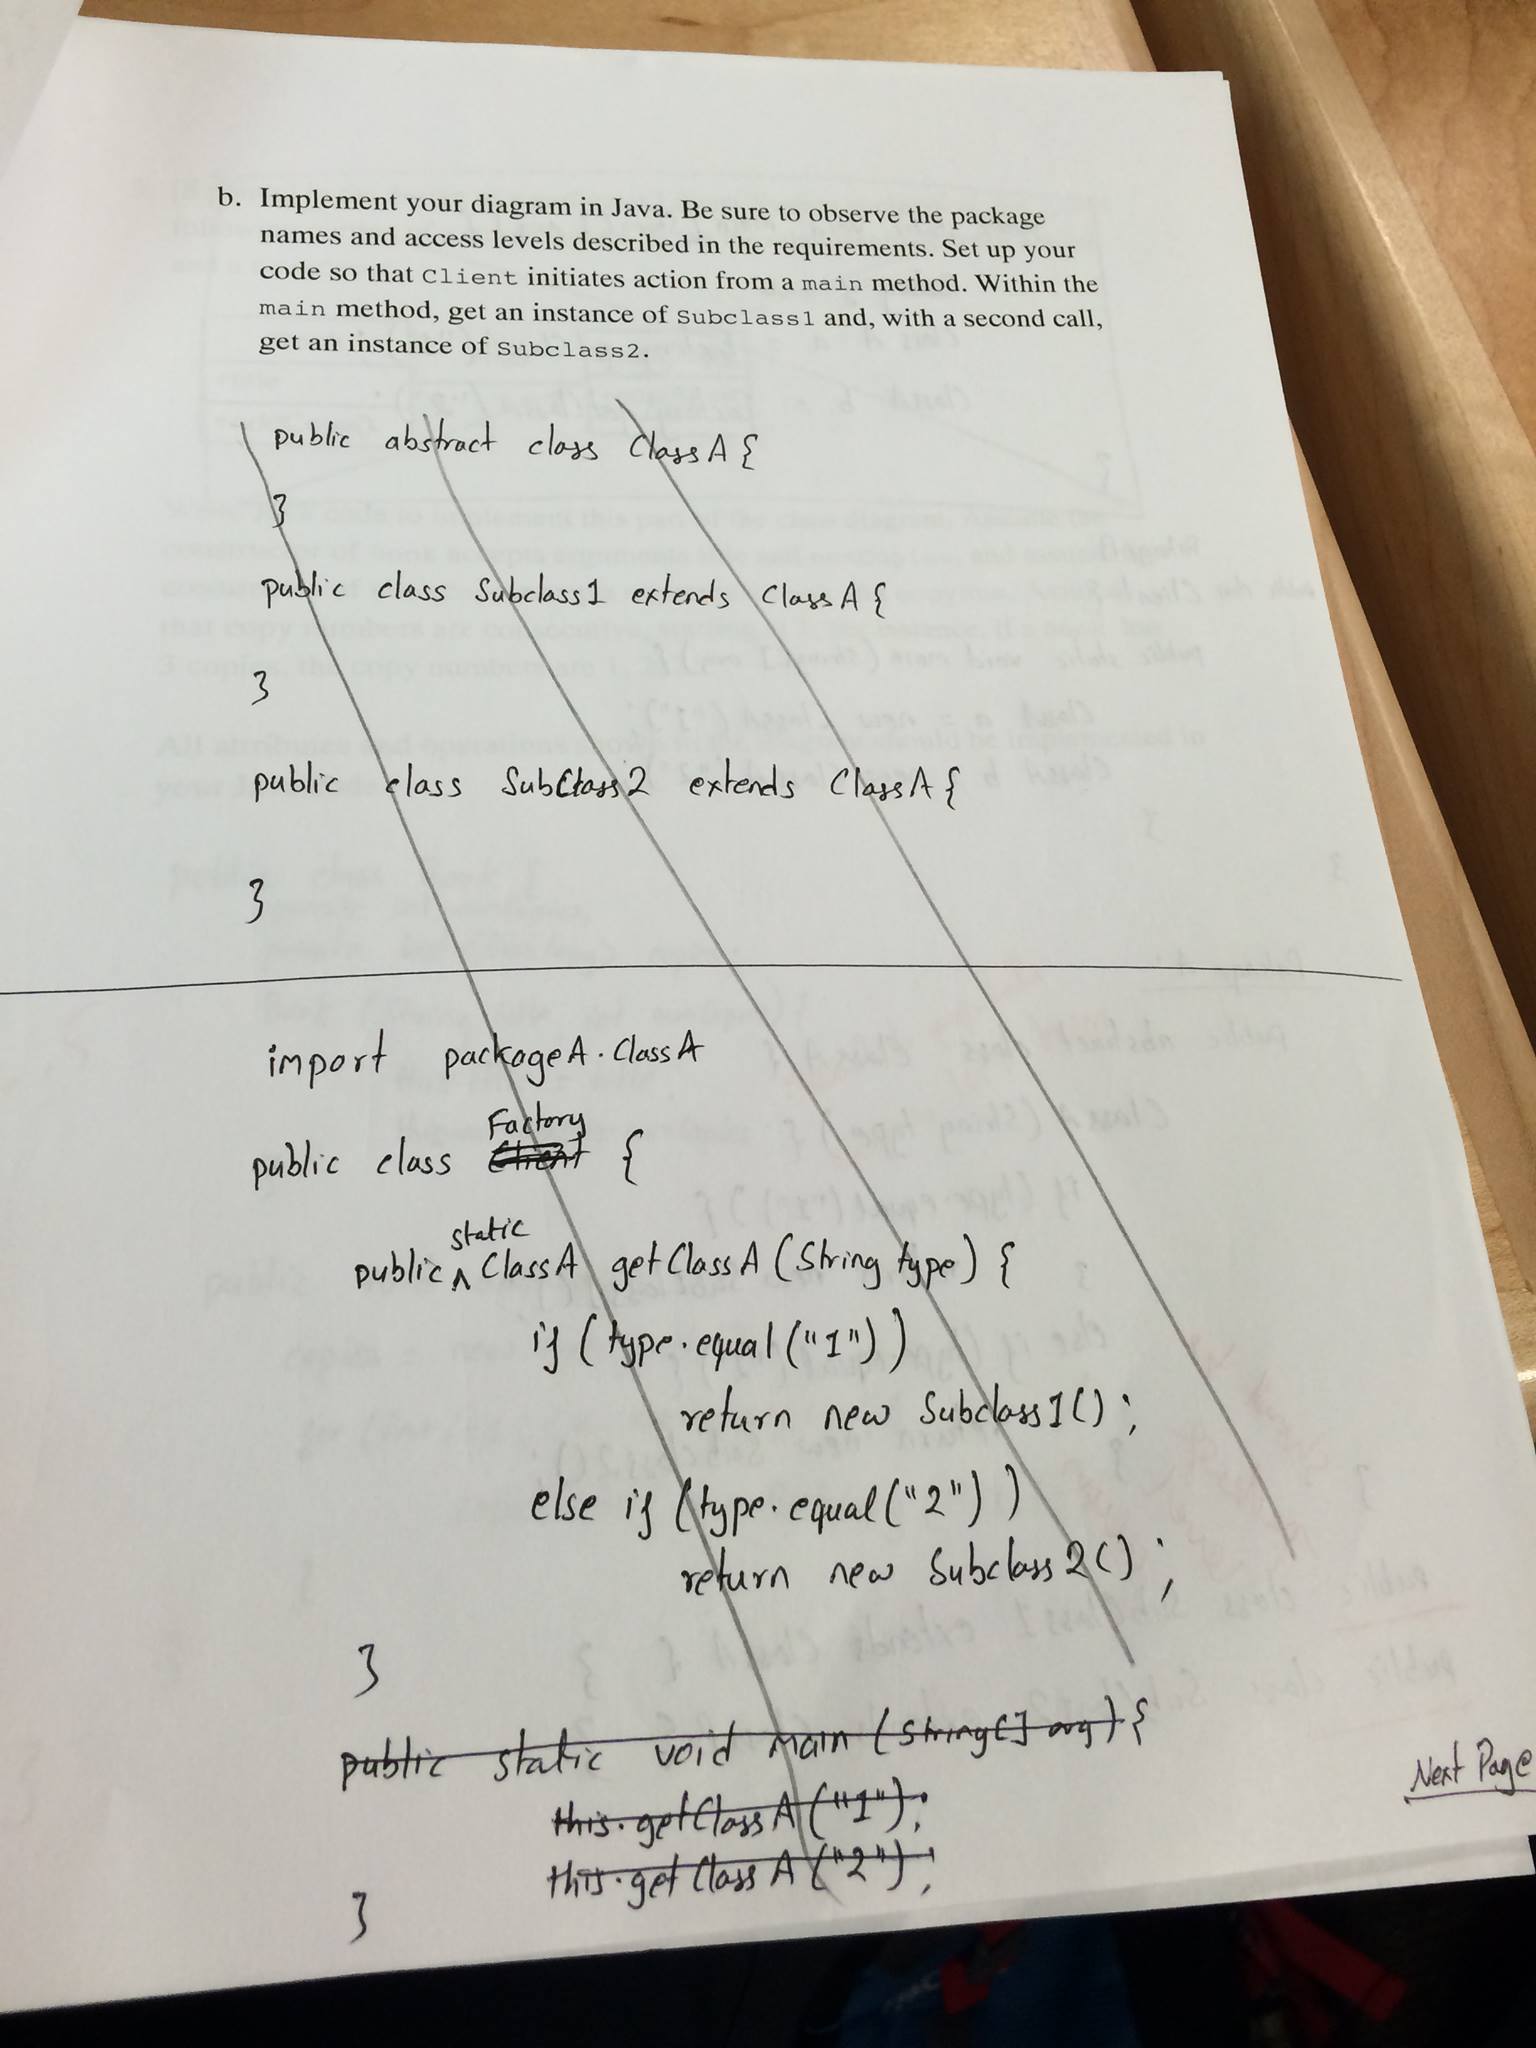 b. Implement your diagram in Java. Be sure to observe the package
names and access levels described in the requirements. Set up your
code so that Client initiates action from a main method. Within the
main method, get an instance of Subclass1 and, with a second call,
get an instance of Subclass2.
public abstract class ClassA {
}
public class Subclass1 extends ClassA {
}
public class SubClass2 extends ClassA {
}
import packageA.ClassA
Factory
public class Client {
static
public ^ ClassA getClassA (String type) {
if (type.equal("1"))
return new Subclass1();
else if (type.equal("2"))
return new Subclass2();
}
public static void main (String[] arg) {
this.getClassA("1");
this.getClassA("2");
}
Next Page